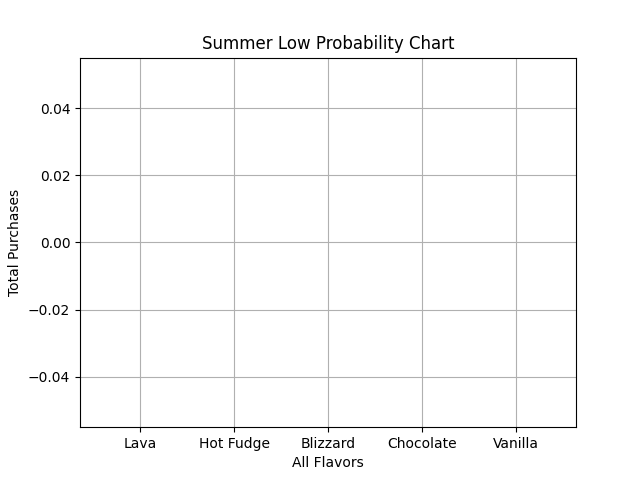 Summer Low Probability Chart
Total Purchases
0.04
0.02
0.00
−0.02
−0.04
Lava Hot Fudge Blizzard Chocolate Vanilla
All Flavors